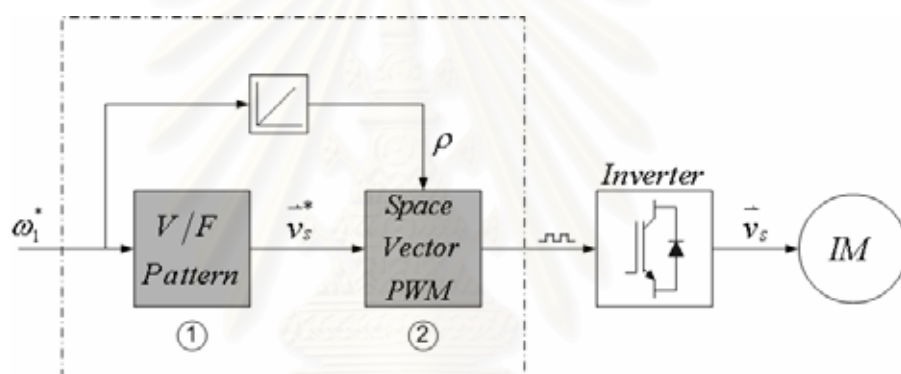 ρ
Inverter
ω₁*
V/F
Pattern
v⃗ₛ*
Space
Vector
PWM
v⃗ₛ
IM
①
②